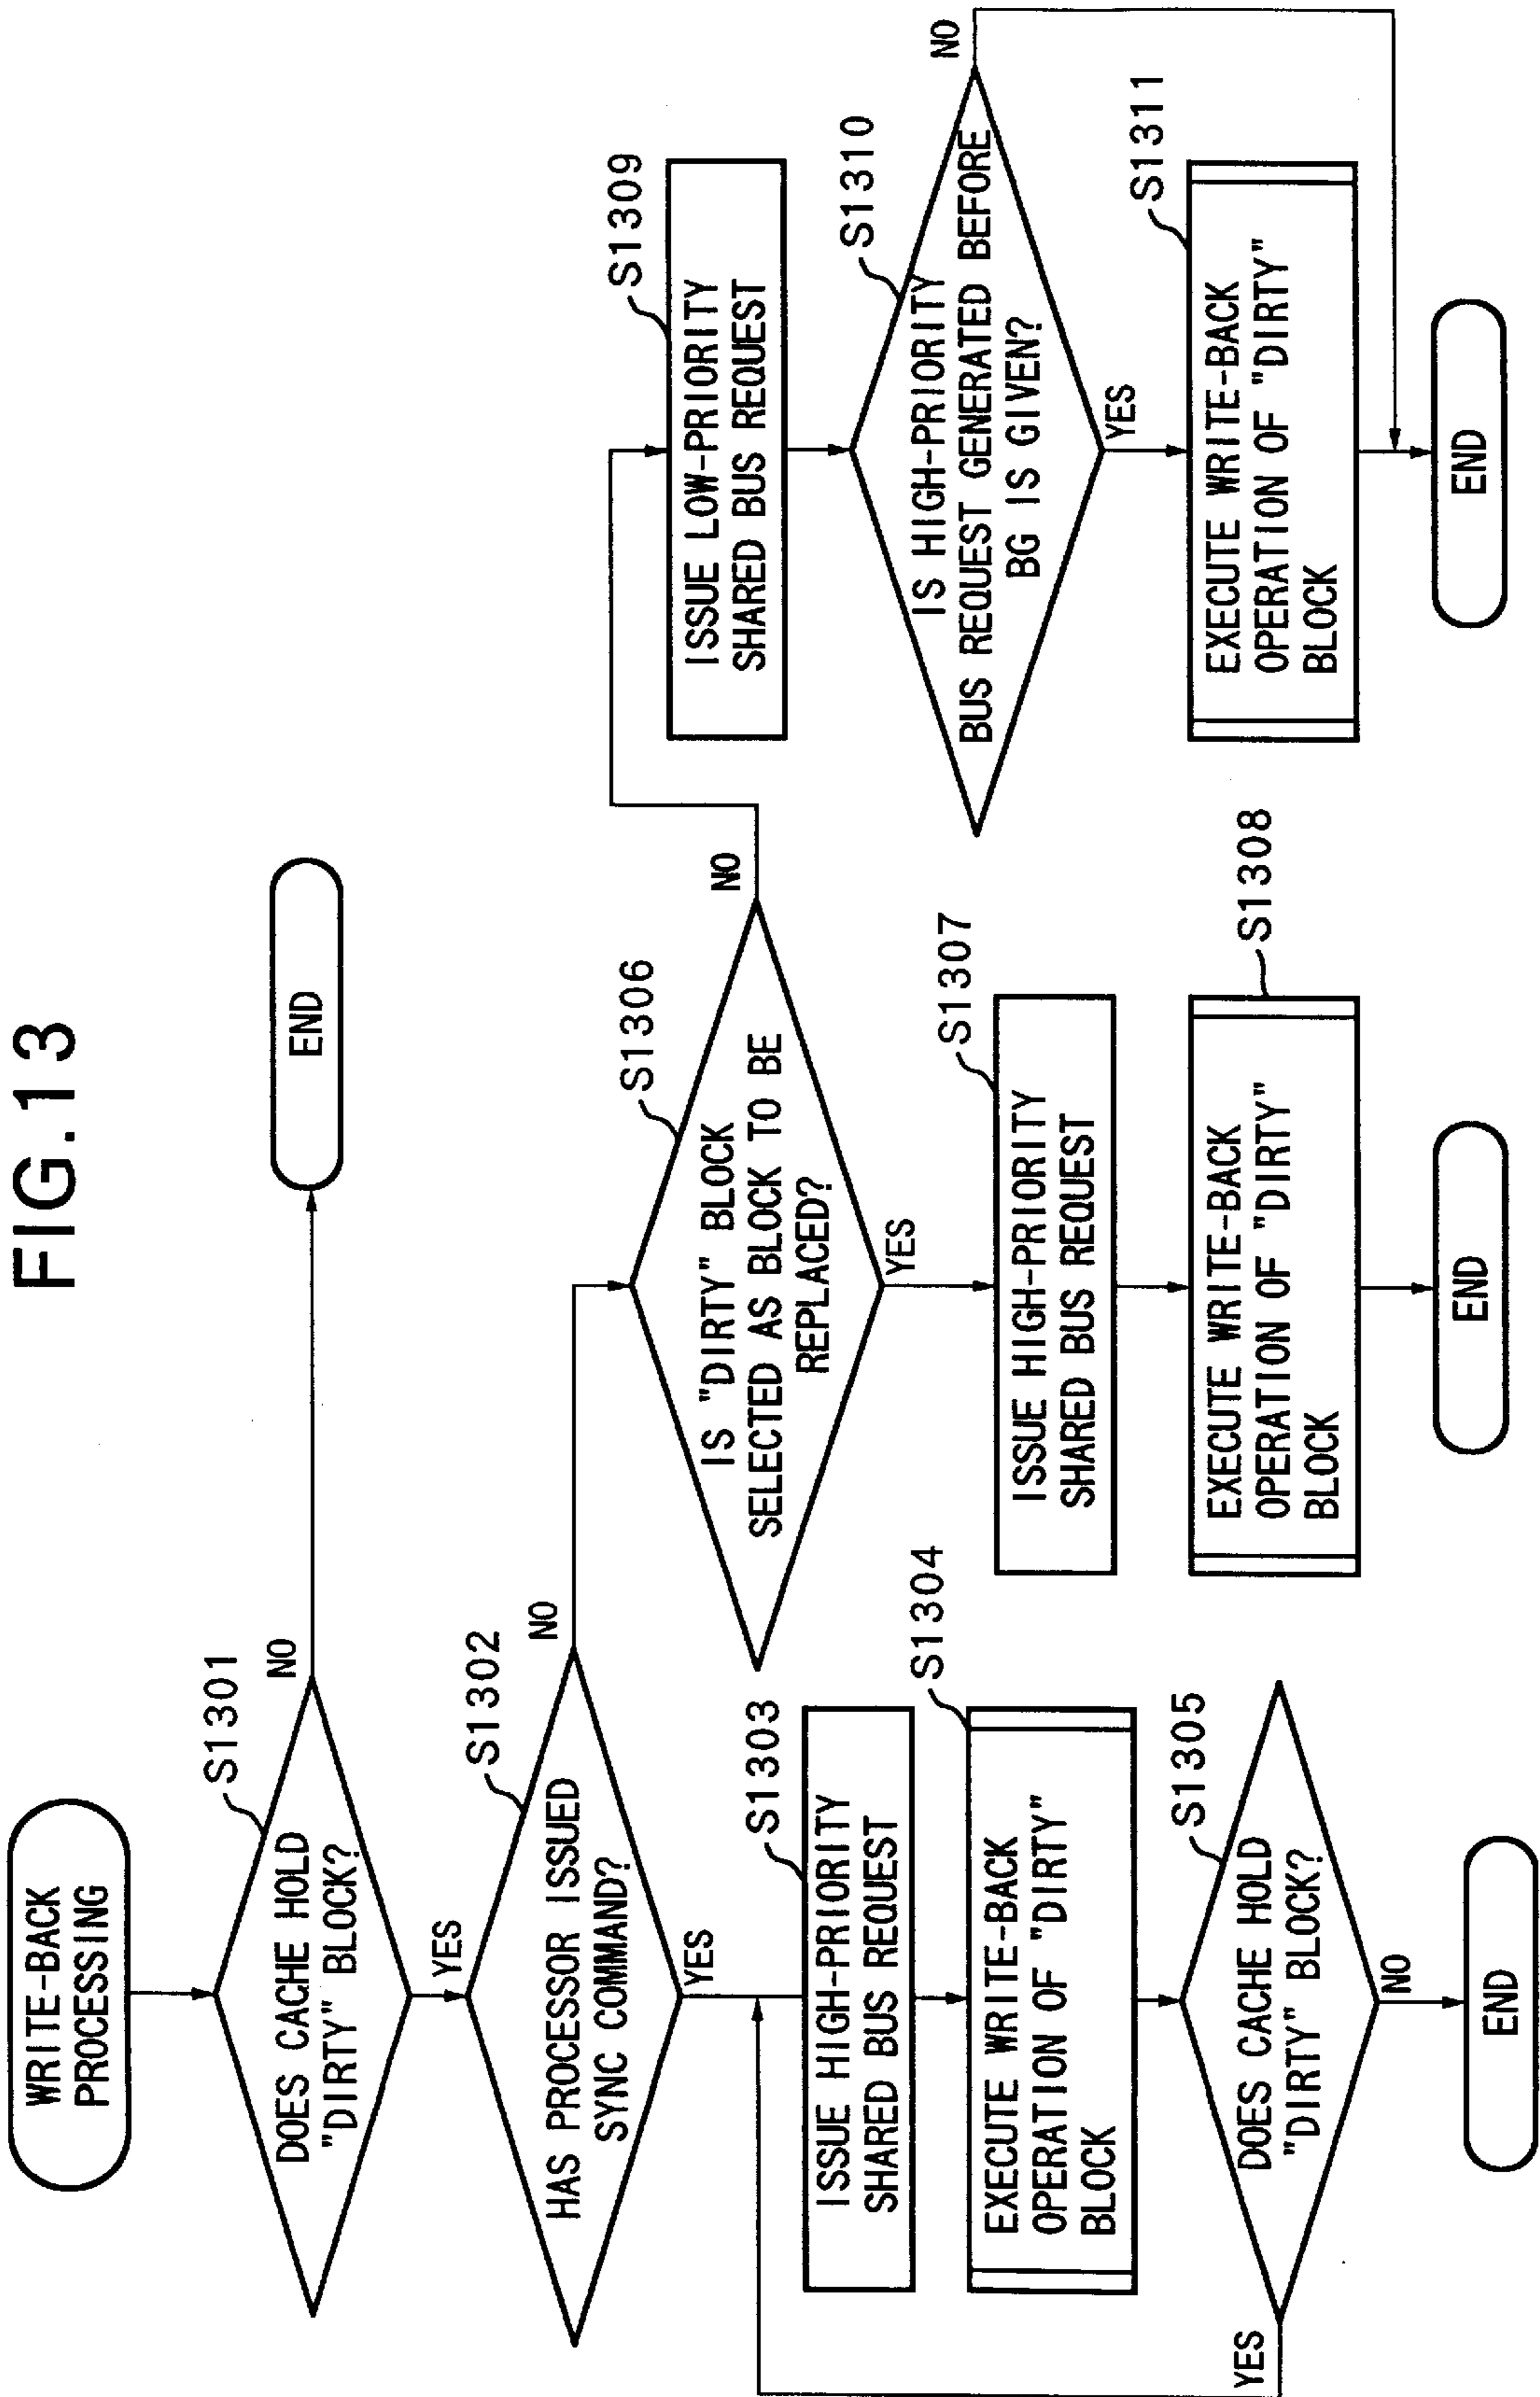 FIG.13
WRITE-BACK
PROCESSING
S1301
DOES CACHE HOLD
"DIRTY" BLOCK?
NO
END
YES
S1302
HAS PROCESSOR ISSUED
SYNC COMMAND?
NO
YES
S1303
ISSUE HIGH-PRIORITY
SHARED BUS REQUEST
S1304
EXECUTE WRITE-BACK
OPERATION OF "DIRTY"
BLOCK
S1305
DOES CACHE HOLD
"DIRTY" BLOCK?
YES
NO
END
S1306
IS "DIRTY" BLOCK
SELECTED AS BLOCK TO BE
REPLACED?
NO
YES
S1307
ISSUE HIGH-PRIORITY
SHARED BUS REQUEST
S1308
EXECUTE WRITE-BACK
OPERATION OF "DIRTY"
BLOCK
END
S1309
ISSUE LOW-PRIORITY
SHARED BUS REQUEST
S1310
IS HIGH-PRIORITY
BUS REQUEST GENERATED BEFORE
BG IS GIVEN?
NO
YES
S1311
EXECUTE WRITE-BACK
OPERATION OF "DIRTY"
BLOCK
END